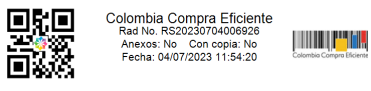 Colombia Compra Eficiente
Rad No. RS20230704006926
Anexos: No Con copia: No
Fecha: 04/07/2023 11:54:20
Colombia Compra Eficiente